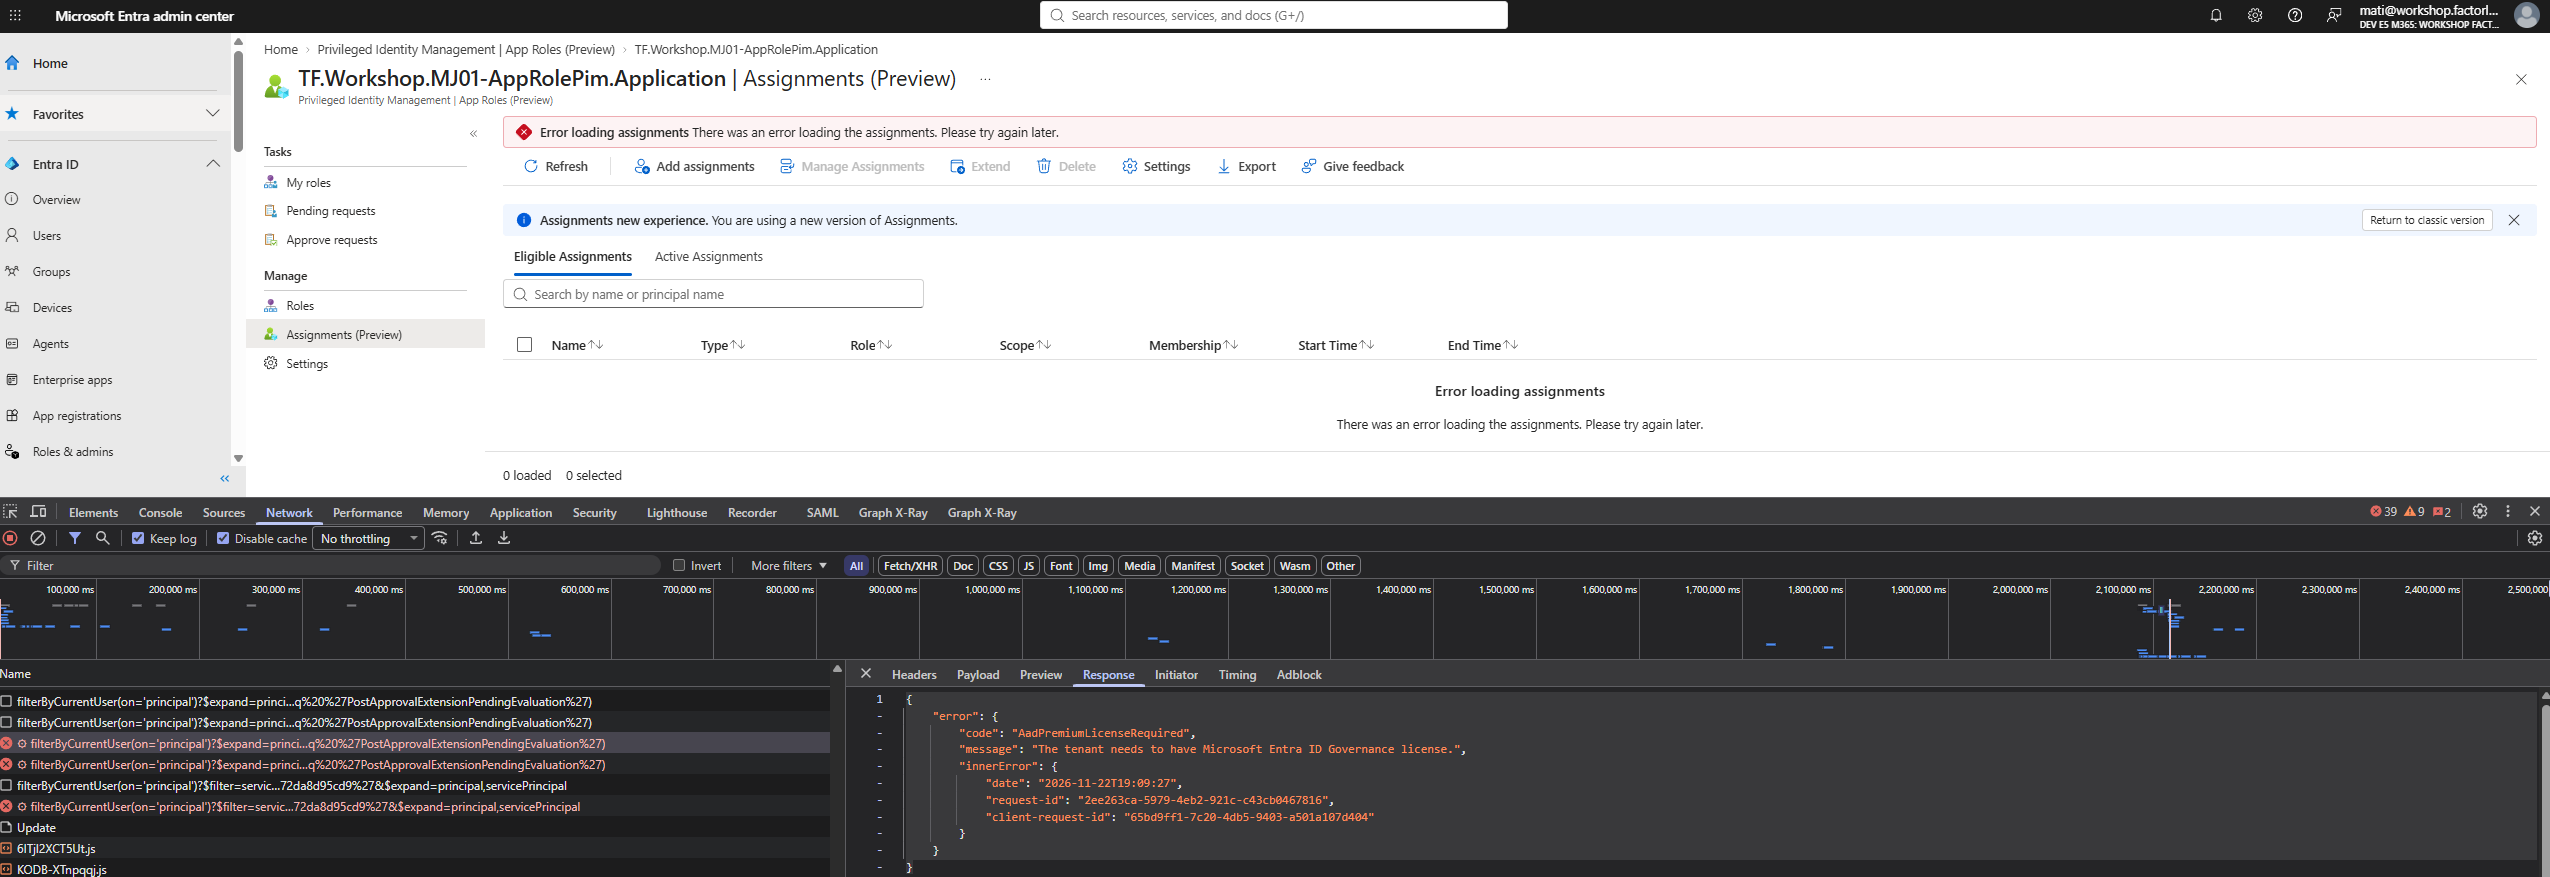 Microsoft Entra admin center
Search resources, services, and docs (G+/)
mati@workshop.factorl...
DEV E5 M365: WORKSHOP FACT...
Home
Favorites
Entra ID
Overview
Users
Groups
Devices
Agents
Enterprise apps
App registrations
Roles & admins
Home > Privileged Identity Management | App Roles (Preview) > TF.Workshop.MJ01-AppRolePim.Application
TF.Workshop.MJ01-AppRolePim.Application | Assignments (Preview) ...
Privileged Identity Management | App Roles (Preview)
Tasks
My roles
Pending requests
Approve requests
Manage
Roles
Assignments (Preview)
Settings
Error loading assignments There was an error loading the assignments. Please try again later.
Refresh Add assignments Manage Assignments Extend Delete Settings Export Give feedback
Assignments new experience. You are using a new version of Assignments. Return to classic version
Eligible Assignments Active Assignments
Search by name or principal name
Name Type Role Scope Membership Start Time End Time
Error loading assignments
There was an error loading the assignments. Please try again later.
0 loaded 0 selected
Elements Console Sources Network Performance Memory Application Security Lighthouse Recorder SAML Graph X-Ray Graph X-Ray 39 9 2
Keep log Disable cache No throttling
Filter Invert More filters All Fetch/XHR Doc CSS JS Font Img Media Manifest Socket Wasm Other
100,000 ms 200,000 ms 300,000 ms 400,000 ms 500,000 ms 600,000 ms 700,000 ms 800,000 ms 900,000 ms 1,000,000 ms 1,100,000 ms 1,200,000 ms 1,300,000 ms 1,400,000 ms 1,500,000 ms 1,600,000 ms 1,700,000 ms 1,800,000 ms 1,900,000 ms 2,000,000 ms 2,100,000 ms 2,200,000 ms 2,300,000 ms 2,400,000 ms 2,500,000
Name
filterByCurrentUser(on='principal')?$expand=princi...q%20%27PostApprovalExtensionPendingEvaluation%27)
filterByCurrentUser(on='principal')?$expand=princi...q%20%27PostApprovalExtensionPendingEvaluation%27)
filterByCurrentUser(on='principal')?$expand=princi...q%20%27PostApprovalExtensionPendingEvaluation%27)
filterByCurrentUser(on='principal')?$expand=princi...q%20%27PostApprovalExtensionPendingEvaluation%27)
filterByCurrentUser(on='principal')?$filter=servic...72da8d95cd9%27&$expand=principal,servicePrincipal
filterByCurrentUser(on='principal')?$filter=servic...72da8d95cd9%27&$expand=principal,servicePrincipal
Update
6ITjI2XCT5Ut.js
KODB-XTnpqqj.js
Headers Payload Preview Response Initiator Timing Adblock
1 {
- "error": {
- "code": "AadPremiumLicenseRequired",
- "message": "The tenant needs to have Microsoft Entra ID Governance license.",
- "innerError": {
- "date": "2026-11-22T19:09:27",
- "request-id": "2ee263ca-5979-4eb2-921c-c43cb0467816",
- "client-request-id": "65bd9ff1-7c20-4db5-9403-a501a107d404"
- }
- }
- }